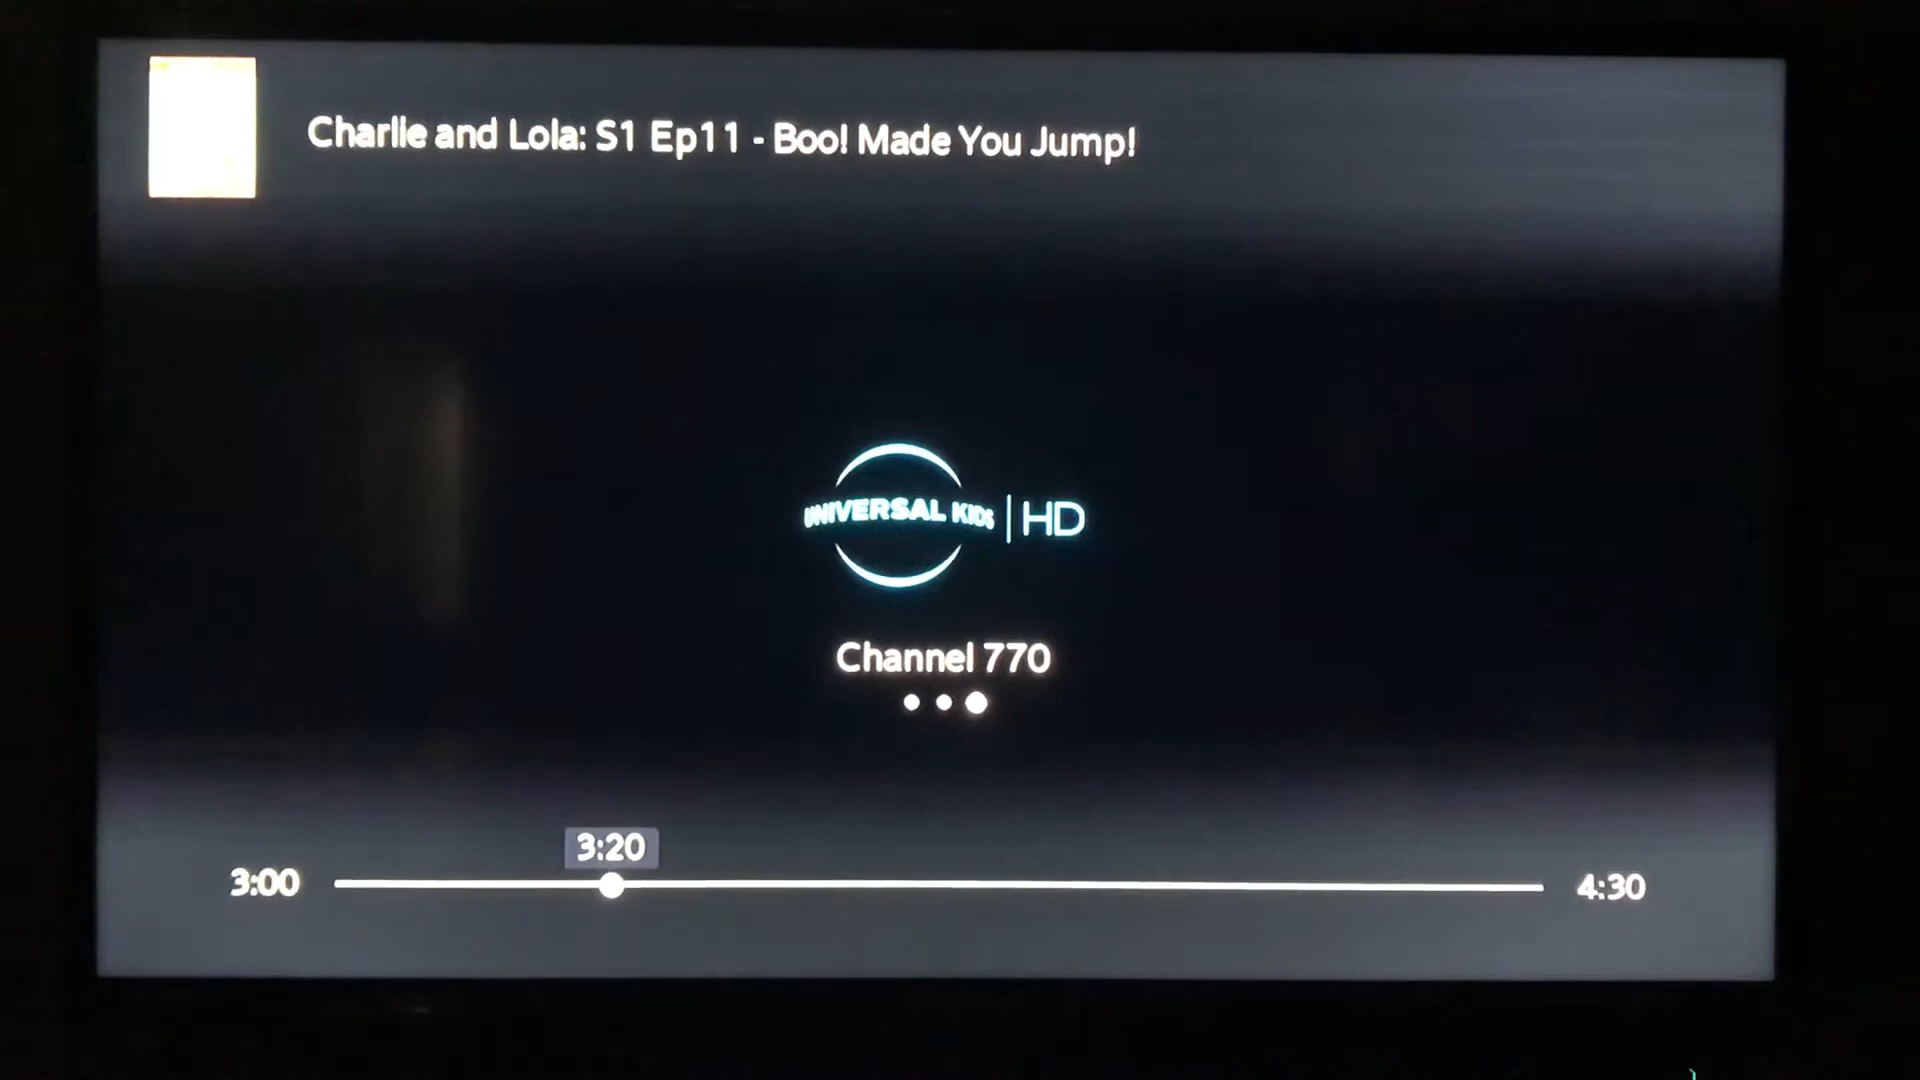 Charlie and Lola: S1 Ep11 - Boo! Made You Jump!
UNIVERSAL KIDS | HD
Channel 770
3:20
3:00
4:30